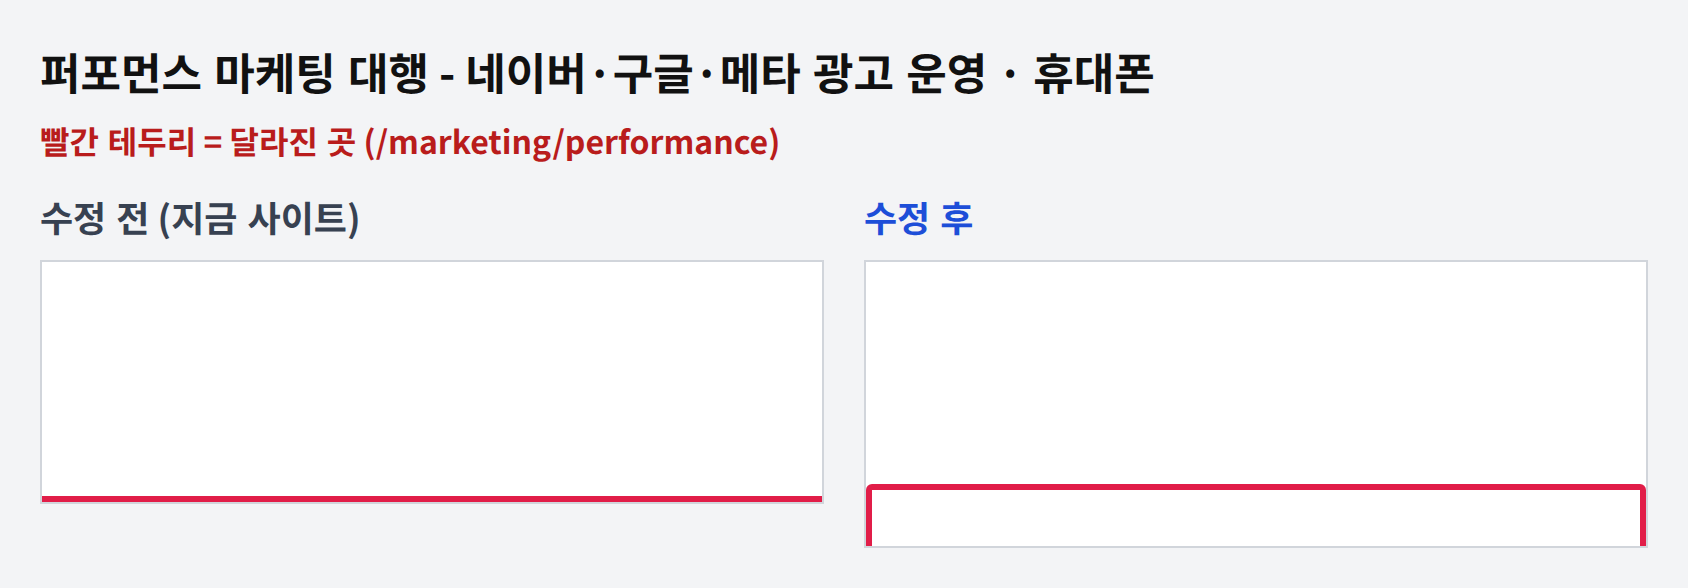 퍼포먼스 마케팅 대행 - 네이버·구글·메타 광고 운영 · 휴대폰
빨간 테두리 = 달라진 곳 (/marketing/performance)
수정 전 (지금 사이트)
수정 후